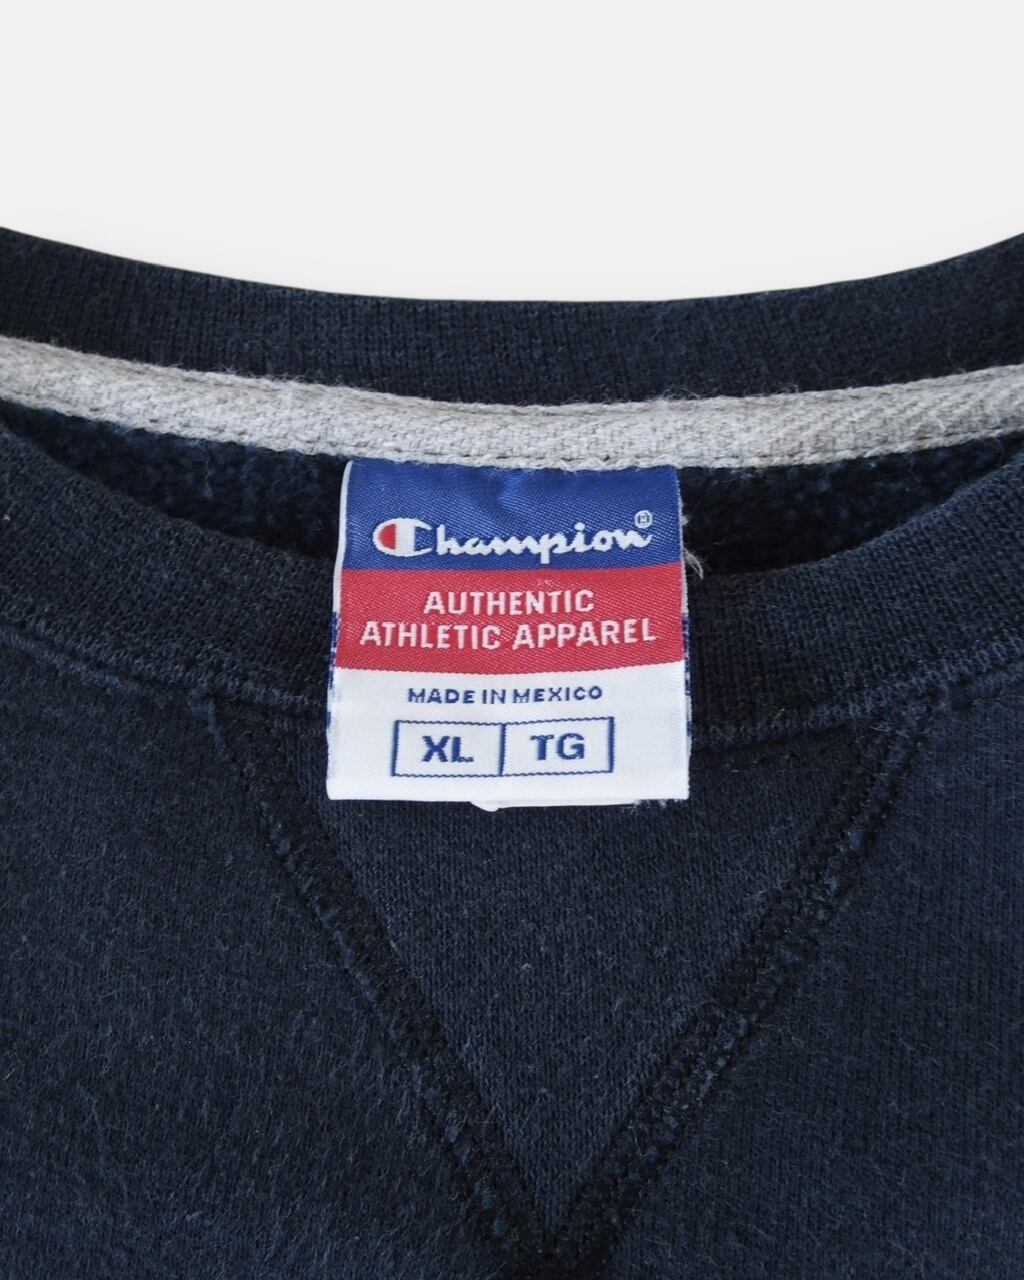 Champion®
AUTHENTIC
ATHLETIC APPAREL
MADE IN MEXICO
XL TG